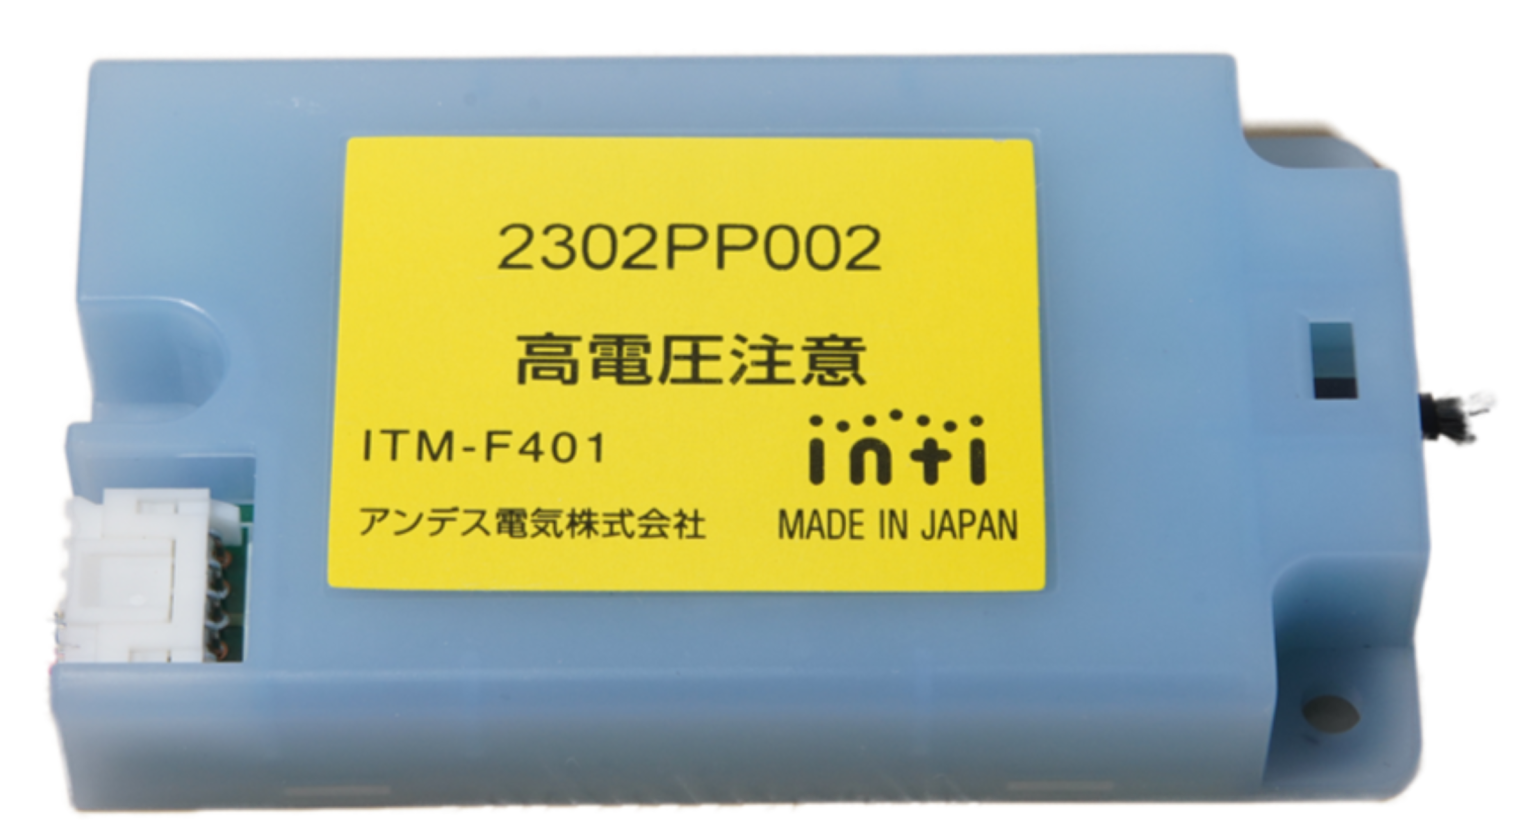 2302PP002
高電圧注意
ITM-F401
inti
アンデス電気株式会社
MADE IN JAPAN